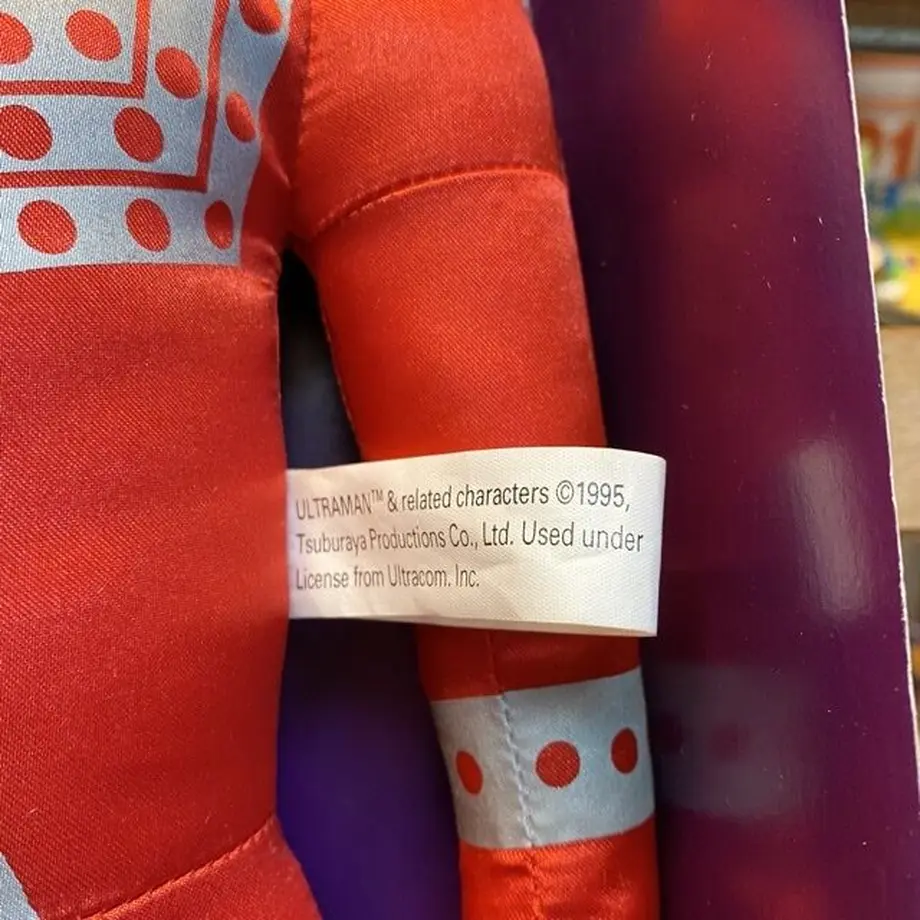 ULTRAMAN™ & related characters ©1995,
Tsuburaya Productions Co., Ltd. Used under
License from Ultracom. Inc.